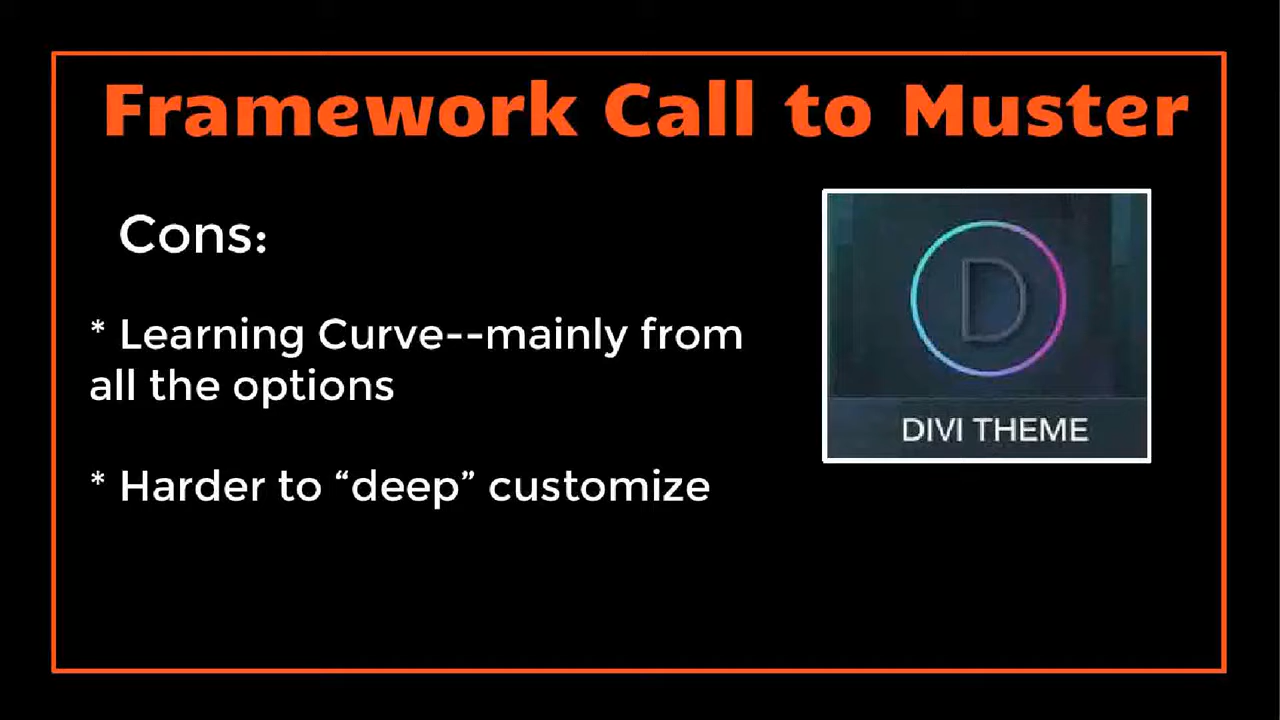 Framework Call to Muster
Cons:
* Learning Curve--mainly from
all the options
* Harder to “deep” customize
D
DIVI THEME